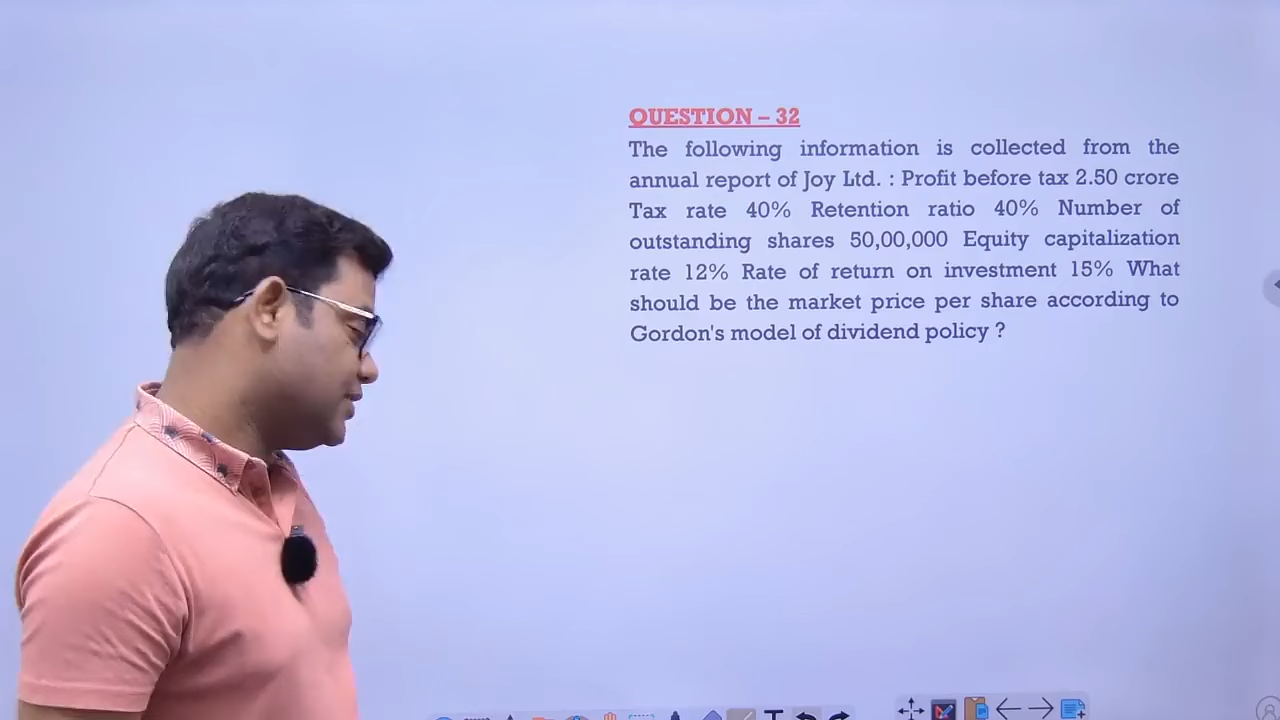 QUESTION – 32
The following information is collected from the
annual report of Joy Ltd. : Profit before tax 2.50 crore
Tax rate 40% Retention ratio 40% Number of
outstanding shares 50,00,000 Equity capitalization
rate 12% Rate of return on investment 15% What
should be the market price per share according to
Gordon's model of dividend policy ?